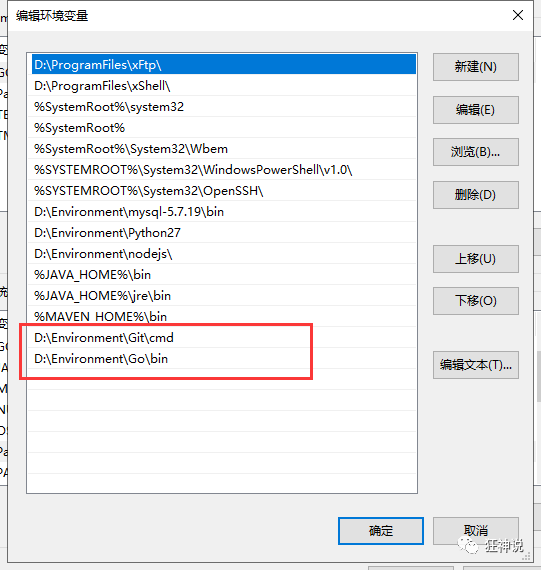 编辑环境变量
D:\ProgramFiles\xFtp\
D:\ProgramFiles\xShell\
%SystemRoot%\system32
%SystemRoot%
%SystemRoot%\System32\Wbem
%SYSTEMROOT%\System32\WindowsPowerShell\v1.0\
%SYSTEMROOT%\System32\OpenSSH\
D:\Environment\mysql-5.7.19\bin
D:\Environment\Python27
D:\Environment\nodejs\
%JAVA_HOME%\bin
%JAVA_HOME%\jre\bin
%MAVEN_HOME%\bin
D:\Environment\Git\cmd
D:\Environment\Go\bin
新建(N)
编辑(E)
浏览(B)...
删除(D)
上移(U)
下移(O)
编辑文本(T)...
确定
取消
狂神说